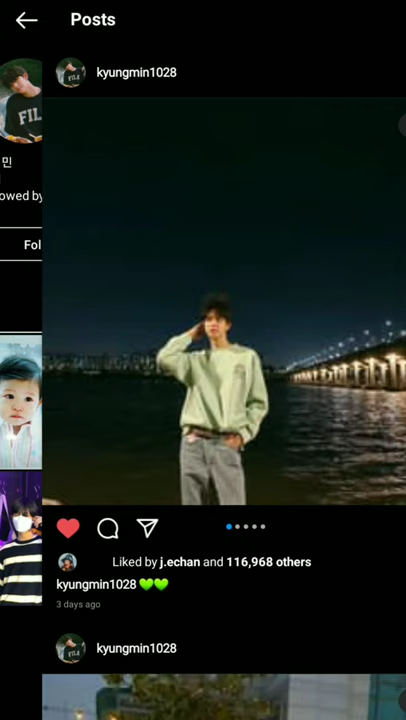 Posts
kyungmin1028
FIL
민
owed by
Fol
Liked by j.echan and 116,968 others
kyungmin1028 💚💚
3 days ago
kyungmin1028